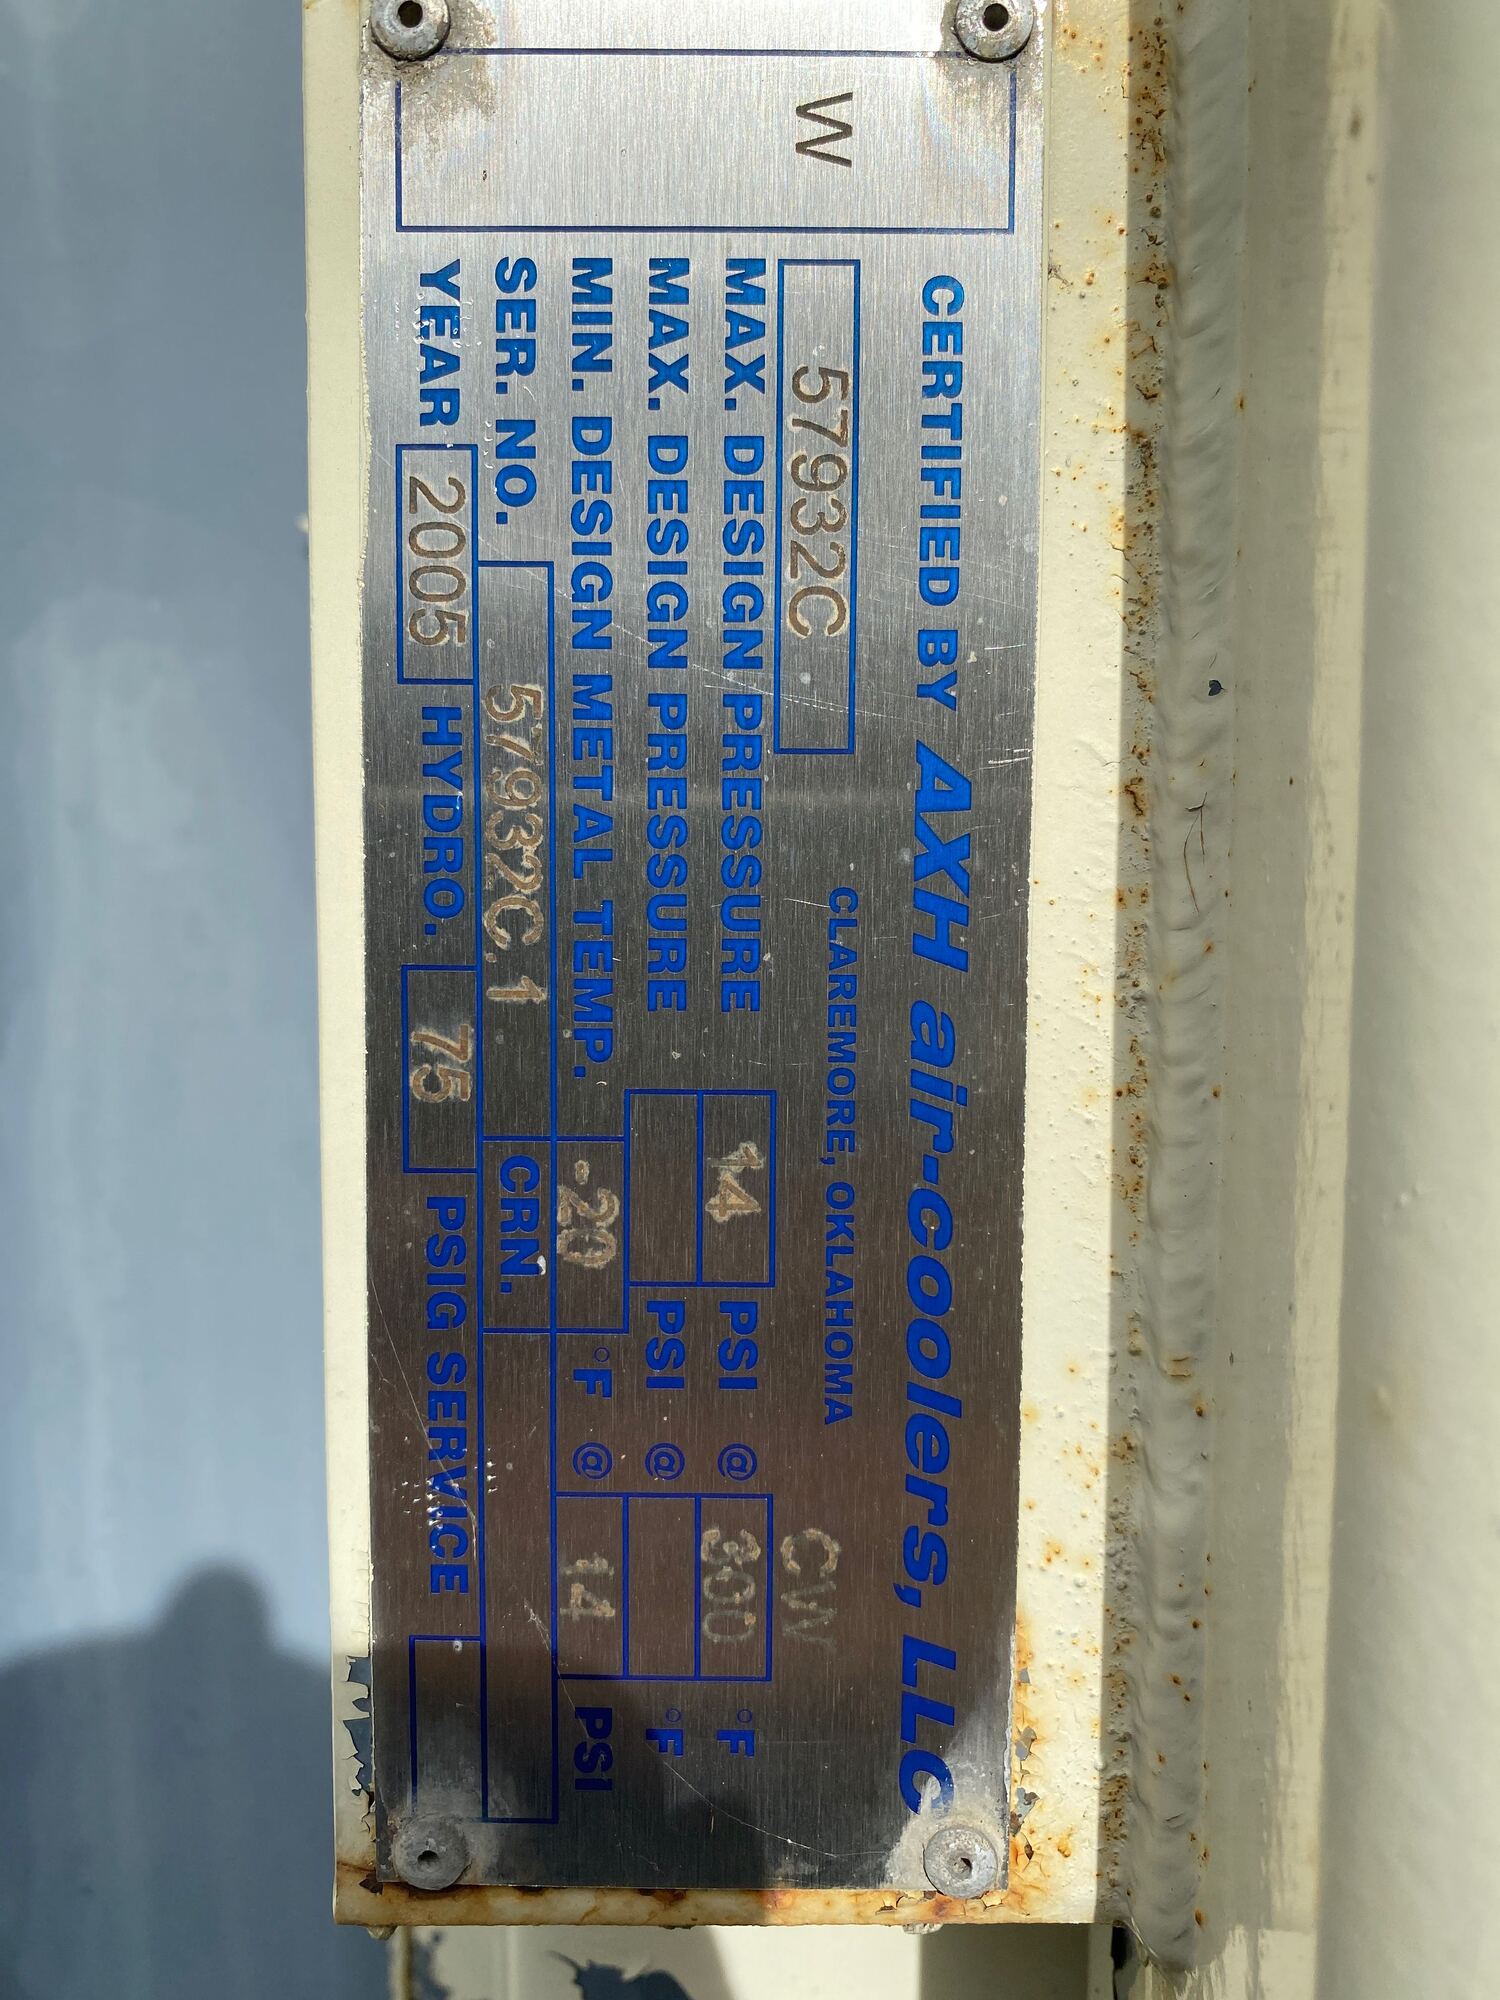 W
CERTIFIED BY AXH air-coolers, LLC
CLAREMORE, OKLAHOMA
57932C CW
MAX. DESIGN PRESSURE 14 PSI @ 300 °F
MAX. DESIGN PRESSURE PSI @ °F
MIN. DESIGN METAL TEMP. -20 °F @ 14 PSI
SER. NO. 57932C.1 CRN.
YEAR 2005 HYDRO. 75 PSIG SERVICE